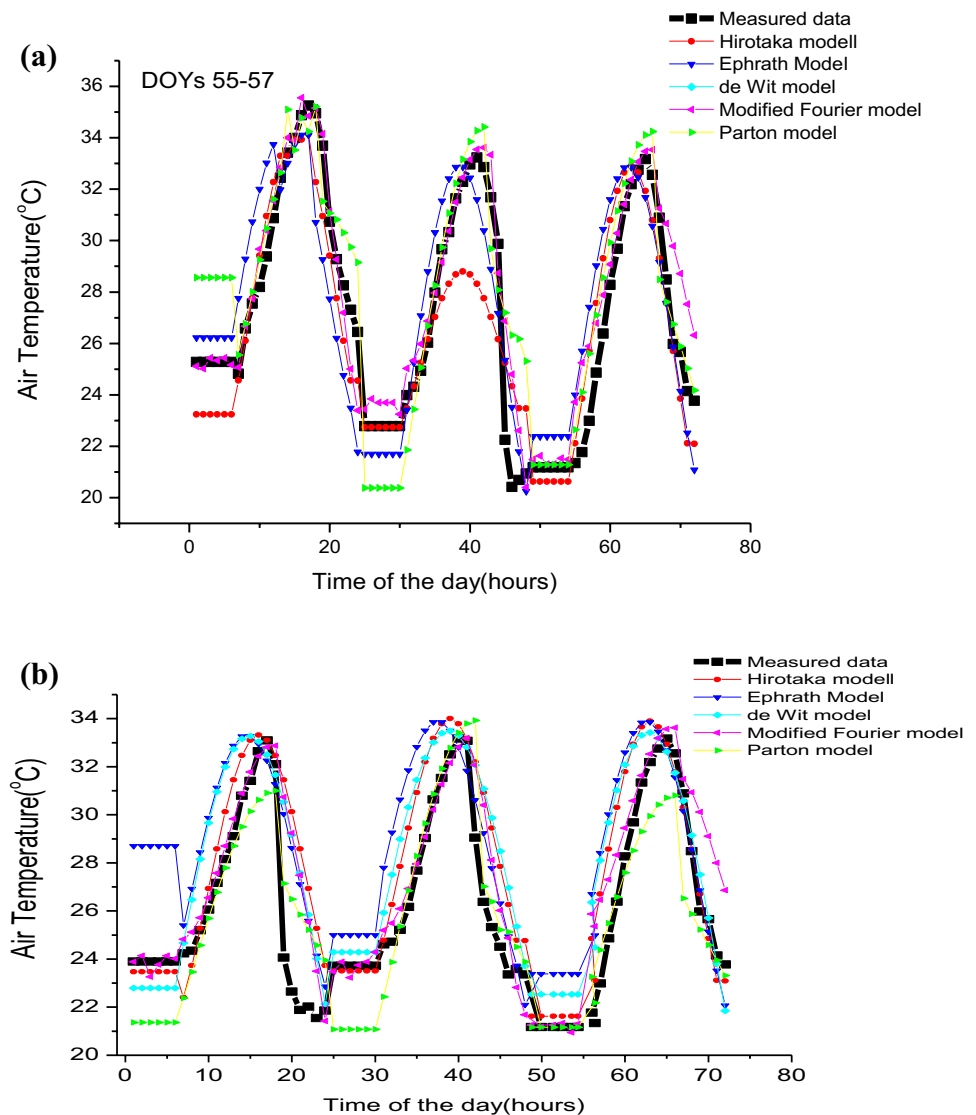 (a)
DOYs 55-57
Measured data
Hirotaka modell
Ephrath Model
de Wit model
Modified Fourier model
Parton model
36
34
32
30
28
26
24
22
20
Air Temperature(°C)
0 20 40 60 80
Time of the day(hours)
(b)
Measured data
Hirotaka modell
Ephrath Model
de Wit model
Modified Fourier model
Parton model
34
32
30
28
26
24
22
20
Air Temperature(°C)
0 10 20 30 40 50 60 70 80
Time of the day(hours)